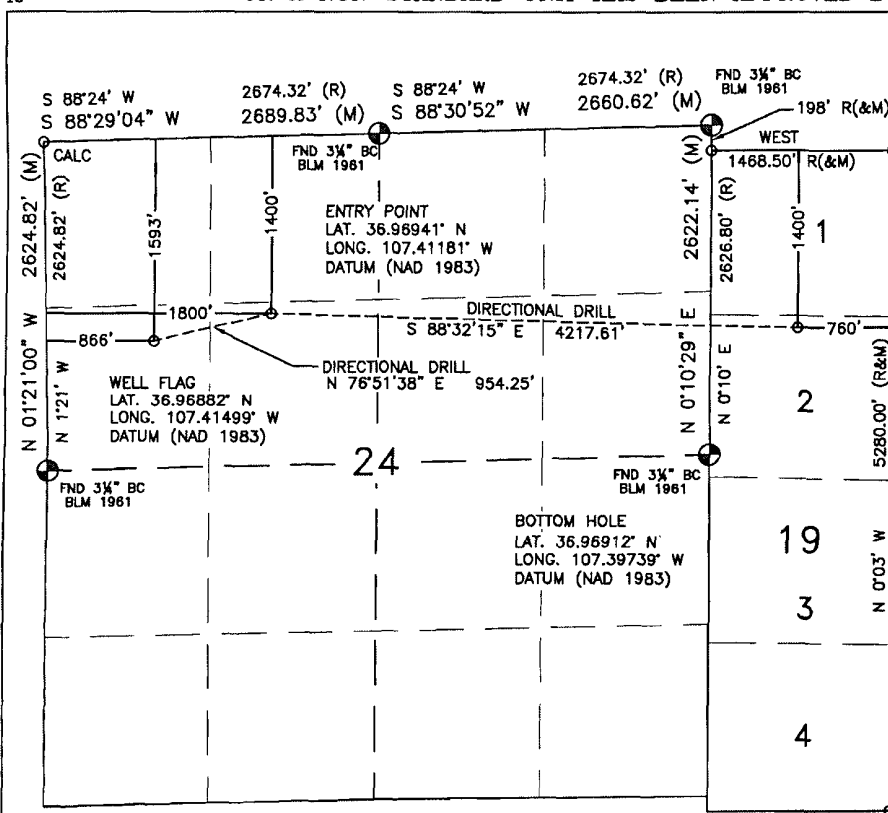 S 88°24' W
2674.32' (R)
S 88°24' W
2674.32' (R)
FND 3¼" BC
BLM 1961
S 88°29'04" W
2689.83' (M)
S 88°30'52" W
2660.62' (M)
198' R(&M)
WEST
1468.50' R(&M)
CALC
FND 3¼" BC
BLM 1961
2624.82' (M)
2624.82' (R)
1593'
1400'
ENTRY POINT
LAT. 36.96941° N
LONG. 107.41181° W
DATUM (NAD 1983)
2622.14' (M)
2626.80' (R)
1400'
1
1800'
DIRECTIONAL DRILL
S 88°32'15" E 4217.61'
866'
760'
DIRECTIONAL DRILL
N 76°51'38" E 954.25'
WELL FLAG
LAT. 36.96882° N
LONG. 107.41499° W
DATUM (NAD 1983)
N 01°21'00" W
N 1°21' W
N 0°10'29" E
N 0°10' E
2
5280.00' (R&M)
24
FND 3¼" BC
BLM 1961
FND 3¼" BC
BLM 1961
BOTTOM HOLE
LAT. 36.96912° N
LONG. 107.39739° W
DATUM (NAD 1983)
19
N 0°03' W
3
4